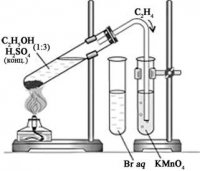 C₂H₄
C₂H₅OH (1:3)
H₂SO₄
(конц.)
Br aq
KMnO₄